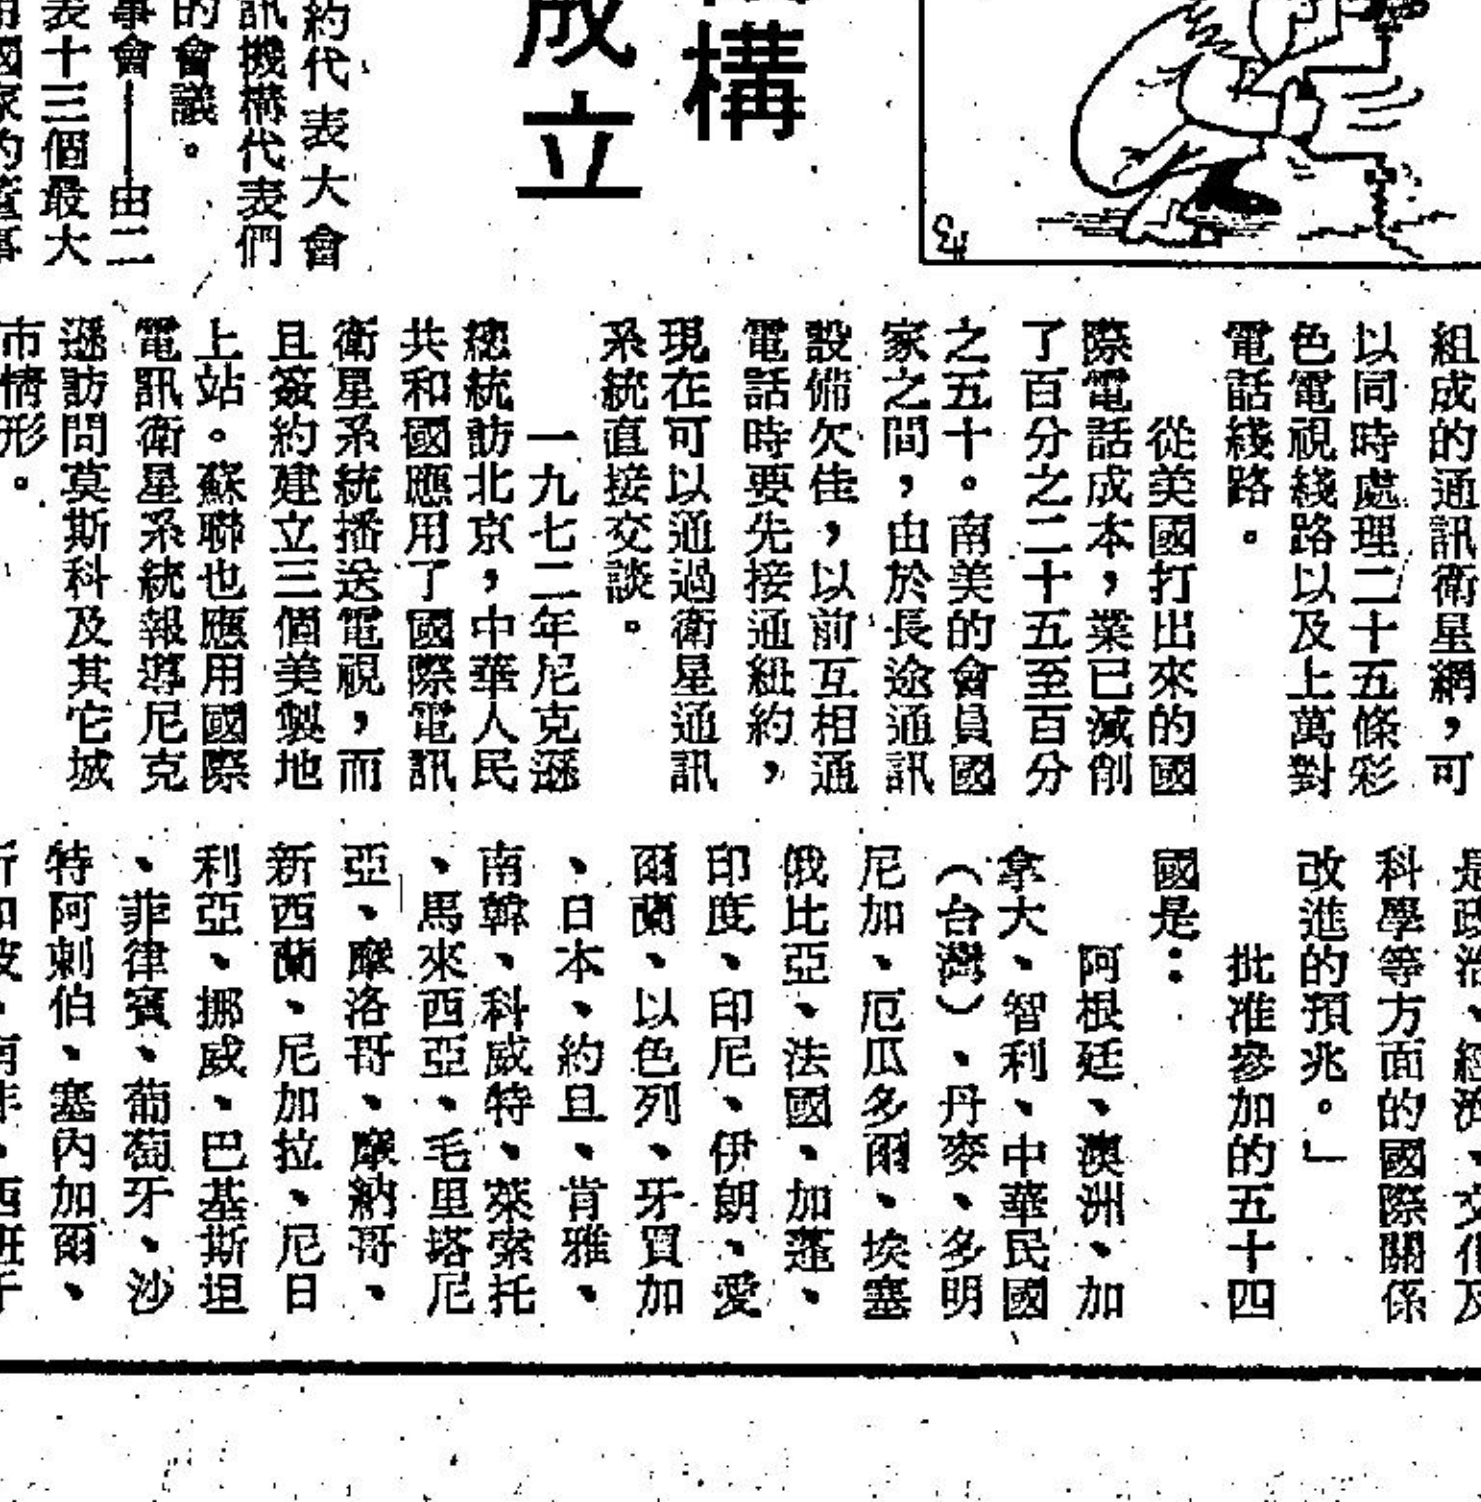 構
成立
約代表大會
訊機構代表們
的會議。
事會——由二
表十三個最大
用國家的董事
組成的通訊衛星網，可
以同時處理二十五條彩
色電視綫路以及上萬對
電話綫路。
從美國打出來的國
際電話成本，業已減削
了百分之二十五至百分
之五十。南美的會員國
家之間，由於長途通訊
設備欠佳，以前互相通
電話時要先接通紐約，
現在可以通過衛星通訊
系統直接交談。
一九七二年尼克遜
總統訪北京，中華人民
共和國應用了國際電訊
衛星系統播送電視，而
且簽約建立三個美製地
上站。蘇聯也應用國際
電訊衛星系統報導尼克
遜訪問莫斯科及其它城
市情形。
是政治、經濟、文化及
科學等方面的國際關係
改進的預兆。」
批准參加的五十四
國是：
阿根廷、澳洲、加
拿大、智利、中華民國
（台灣）、丹麥、多明
尼加、厄瓜多爾、埃塞
俄比亞、法國、加蓬、
印度、印尼、伊朗、愛
爾蘭、以色列、牙買加
、日本、約旦、肯雅、
南韓、科威特、萊索托
、馬來西亞、毛里塔尼
亞、摩洛哥、摩納哥、
新西蘭、尼加拉、尼日
利亞、挪威、巴基斯坦
、菲律賓、葡萄牙、沙
特阿剌伯、塞內加爾、